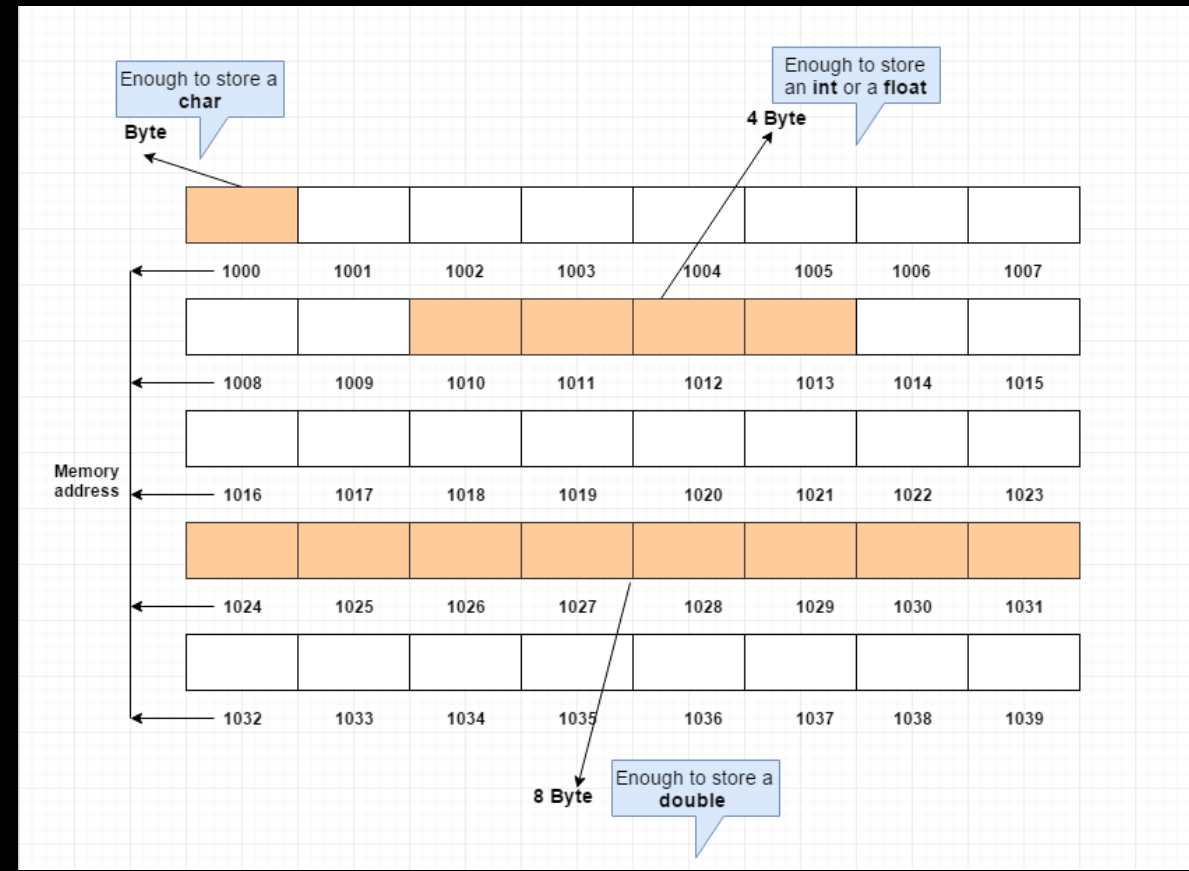 Enough to store a
char
Enough to store
an int or a float
Byte
4 Byte
1000 1001 1002 1003 1004 1005 1006 1007
1008 1009 1010 1011 1012 1013 1014 1015
Memory
address
1016 1017 1018 1019 1020 1021 1022 1023
1024 1025 1026 1027 1028 1029 1030 1031
1032 1033 1034 1035 1036 1037 1038 1039
8 Byte
Enough to store a
double